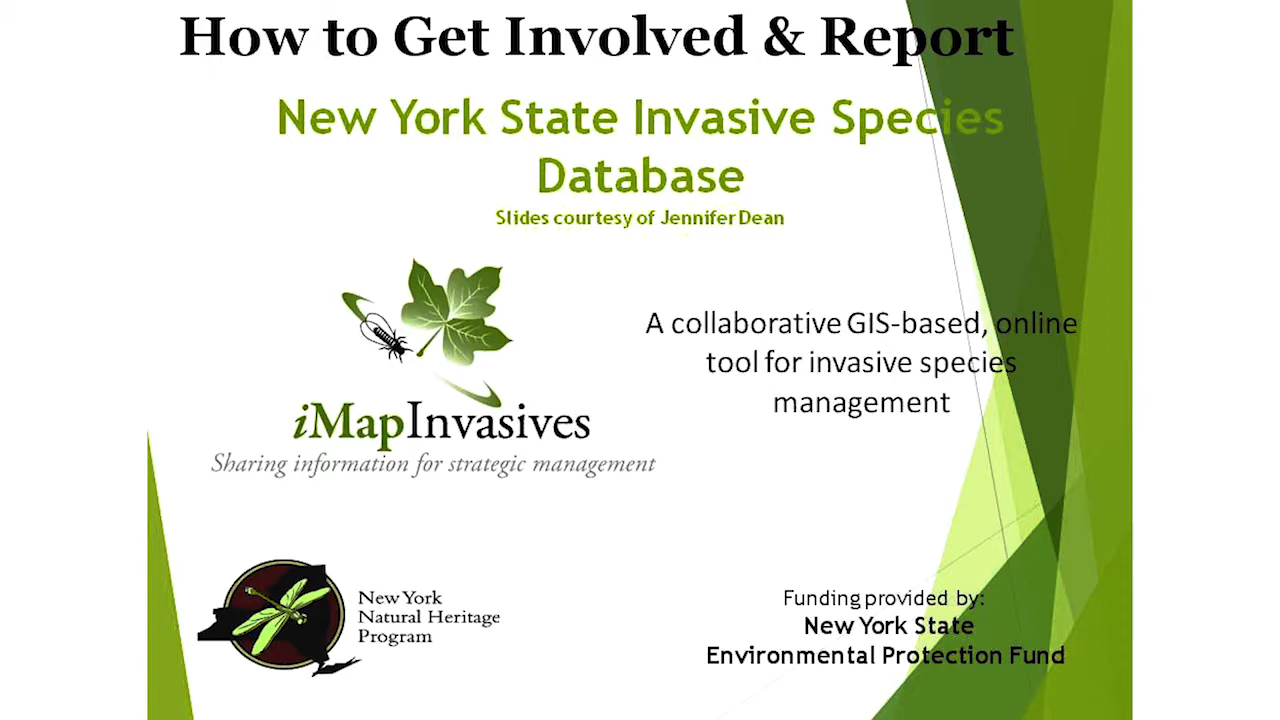 How to Get Involved & Report
New York State Invasive Species
Database
Slides courtesy of Jennifer Dean
A collaborative GIS-based, online
tool for invasive species
management
iMapInvasives
Sharing information for strategic management
New York
Natural Heritage
Program
Funding provided by:
New York State
Environmental Protection Fund